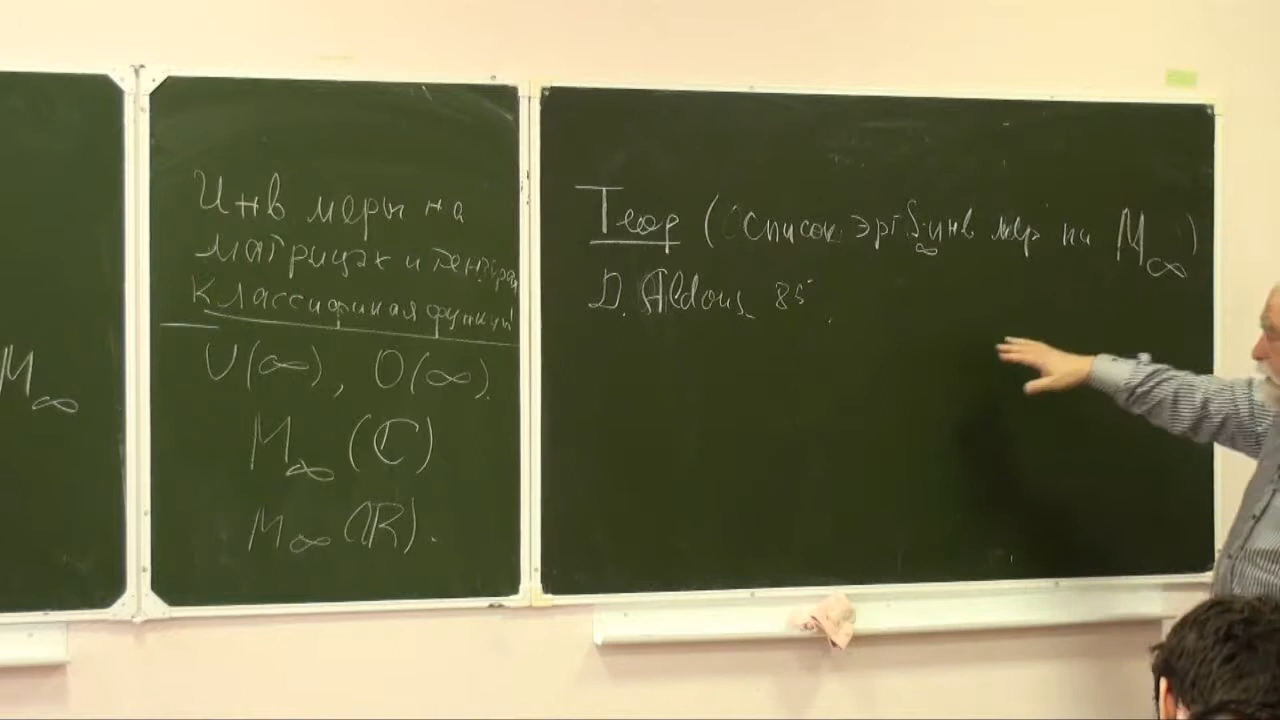 M∞
Инв меры на
матрицах и тензорах
Классификация функций
U(∞), O(∞).
M∞(ℂ)
M∞(ℝ).
Теор (Список эрг S∞-инв мер на M∞)
D. Aldous 85